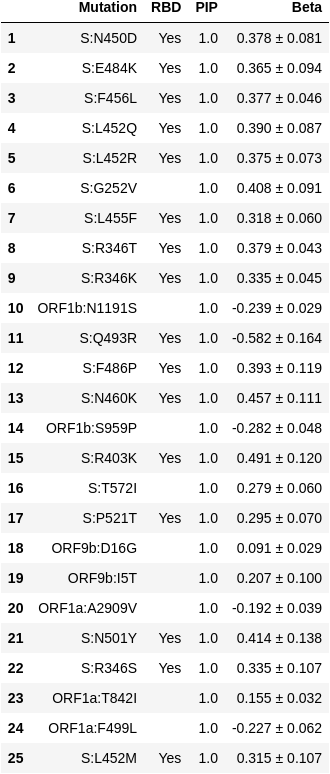 Mutation RBD PIP Beta
1 S:N450D Yes 1.0 0.378 ± 0.081
2 S:E484K Yes 1.0 0.365 ± 0.094
3 S:F456L Yes 1.0 0.377 ± 0.046
4 S:L452Q Yes 1.0 0.390 ± 0.087
5 S:L452R Yes 1.0 0.375 ± 0.073
6 S:G252V 1.0 0.408 ± 0.091
7 S:L455F Yes 1.0 0.318 ± 0.060
8 S:R346T Yes 1.0 0.379 ± 0.043
9 S:R346K Yes 1.0 0.335 ± 0.045
10 ORF1b:N1191S 1.0 -0.239 ± 0.029
11 S:Q493R Yes 1.0 -0.582 ± 0.164
12 S:F486P Yes 1.0 0.393 ± 0.119
13 S:N460K Yes 1.0 0.457 ± 0.111
14 ORF1b:S959P 1.0 -0.282 ± 0.048
15 S:R403K Yes 1.0 0.491 ± 0.120
16 S:T572I 1.0 0.279 ± 0.060
17 S:P521T Yes 1.0 0.295 ± 0.070
18 ORF9b:D16G 1.0 0.091 ± 0.029
19 ORF9b:I5T 1.0 0.207 ± 0.100
20 ORF1a:A2909V 1.0 -0.192 ± 0.039
21 S:N501Y Yes 1.0 0.414 ± 0.138
22 S:R346S Yes 1.0 0.335 ± 0.107
23 ORF1a:T842I 1.0 0.155 ± 0.032
24 ORF1a:F499L 1.0 -0.227 ± 0.062
25 S:L452M Yes 1.0 0.315 ± 0.107